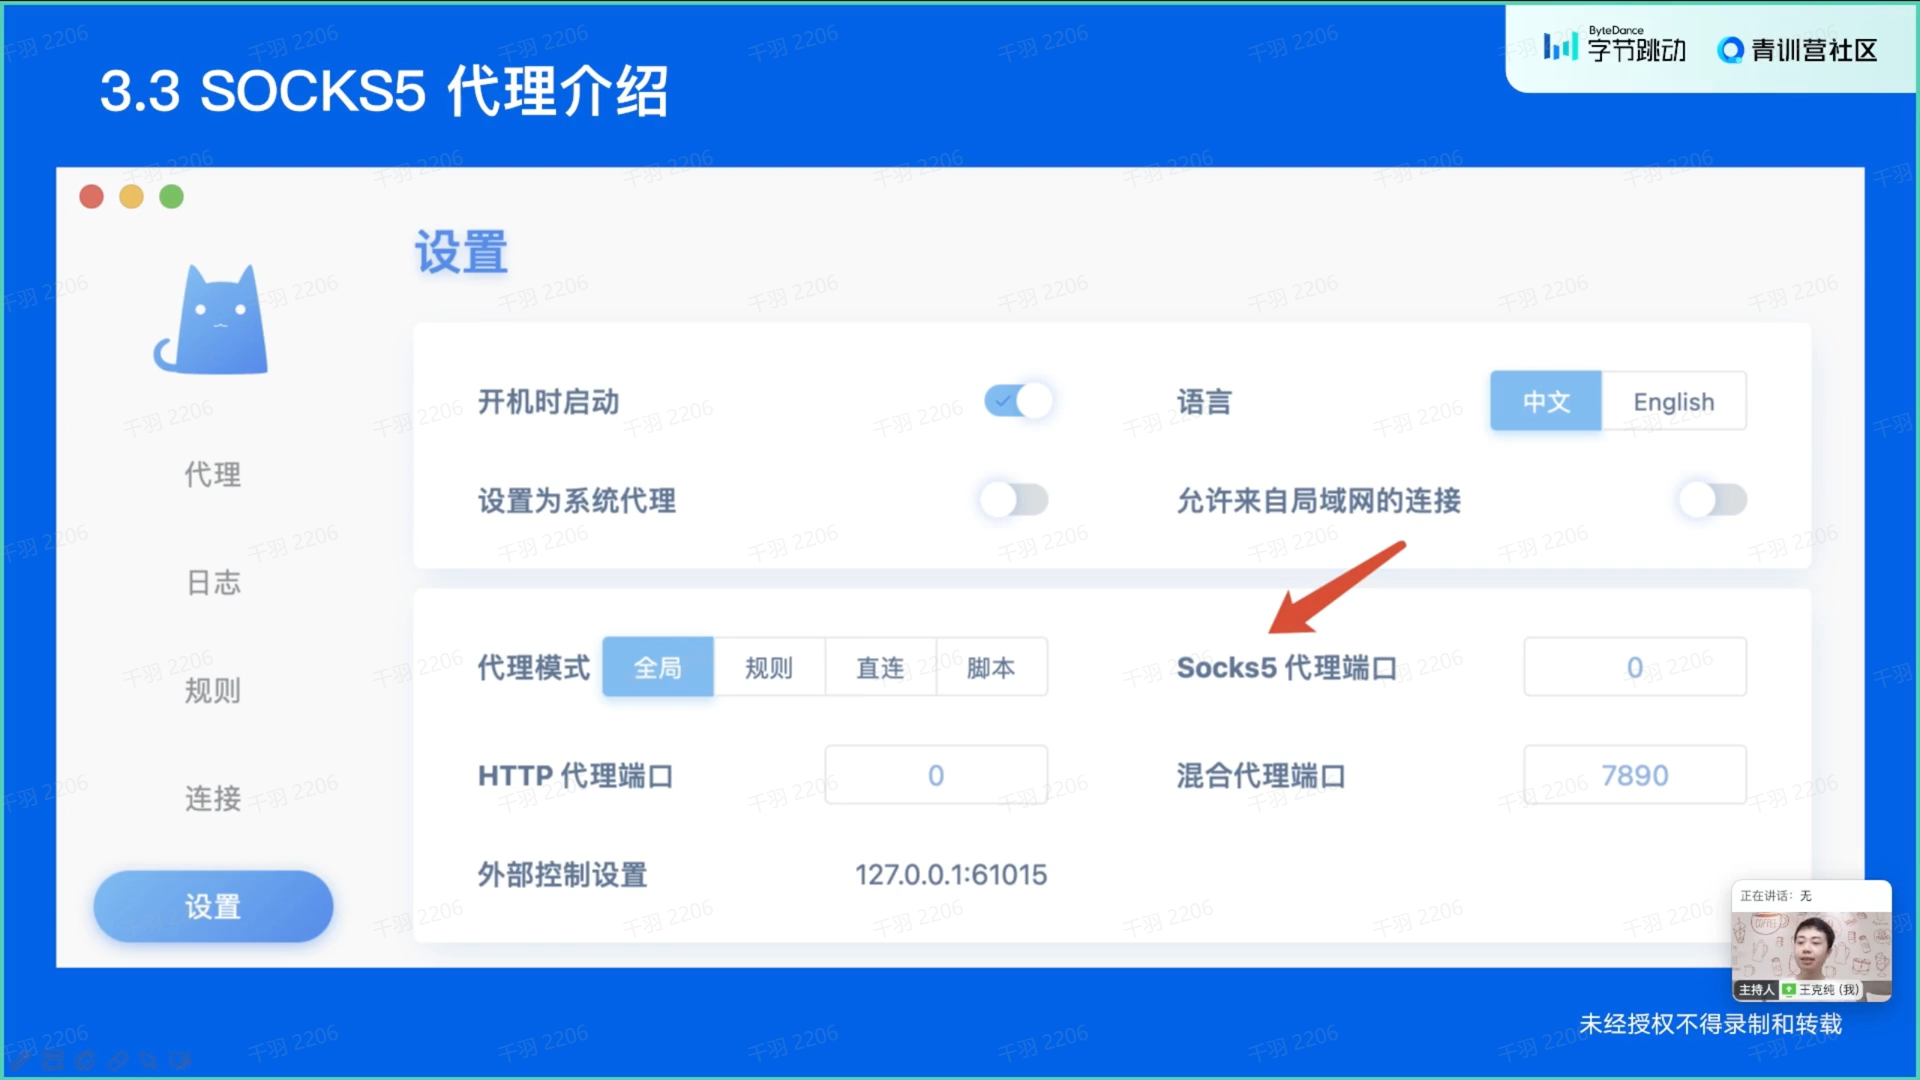 3.3 SOCKS5 代理介绍
ByteDance
字节跳动
青训营社区
设置
开机时启动
语言
中文
English
设置为系统代理
允许来自局域网的连接
代理
日志
规则
连接
设置
代理模式
全局
规则
直连
脚本
Socks5 代理端口
0
HTTP 代理端口
0
混合代理端口
7890
外部控制设置
127.0.0.1:61015
正在讲话: 无
COFFEE
主持人
王克纯 (我)
未经授权不得录制和转载
千羽 2206